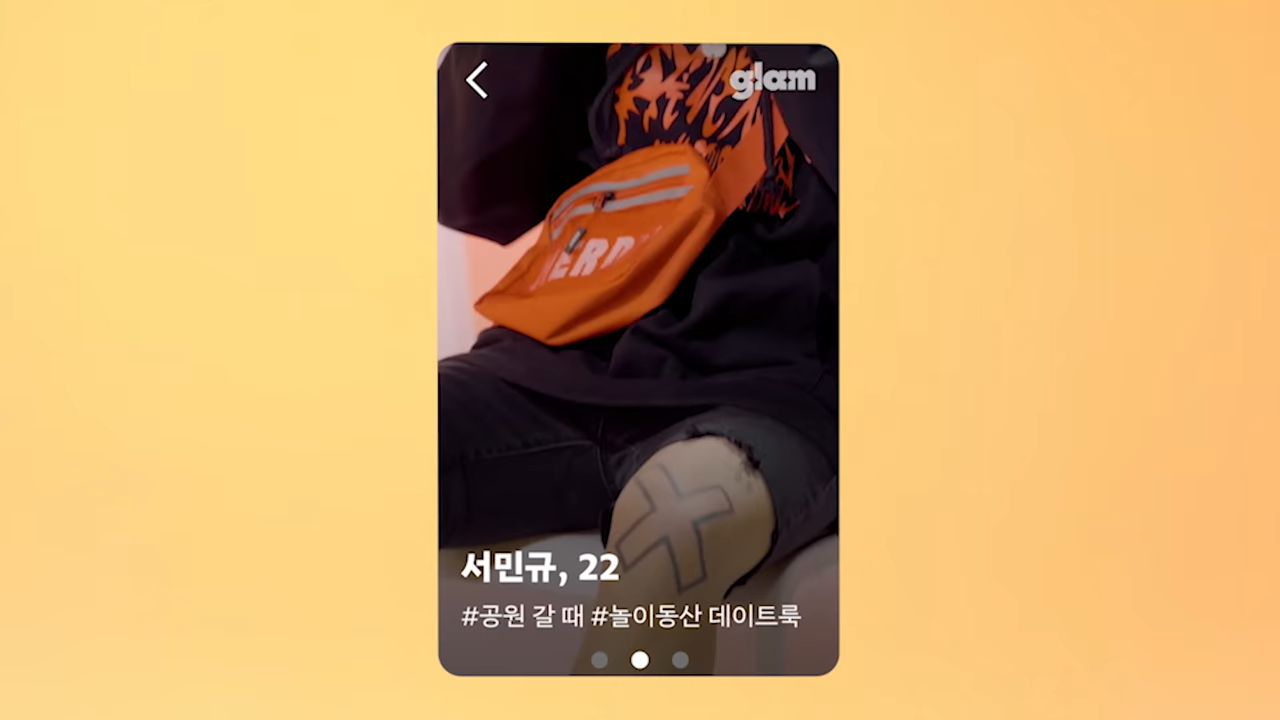 glam
서민규, 22
#공원 갈 때 #놀이동산 데이트룩